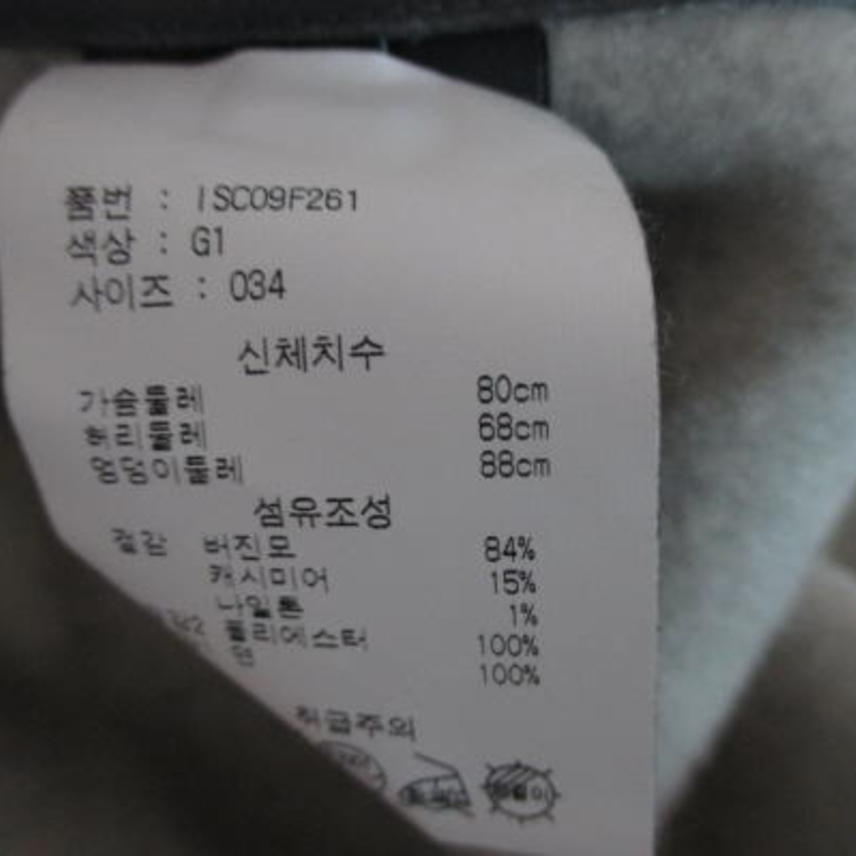 품번 : ISC09F261
색상 : G1
사이즈 : 034
신체치수
가슴둘레 80cm
허리둘레 68cm
엉덩이둘레 88cm
섬유조성
겉감 버진모 84%
캐시미어 15%
나일론 1%
폴리에스터 100%
100%
취급주의